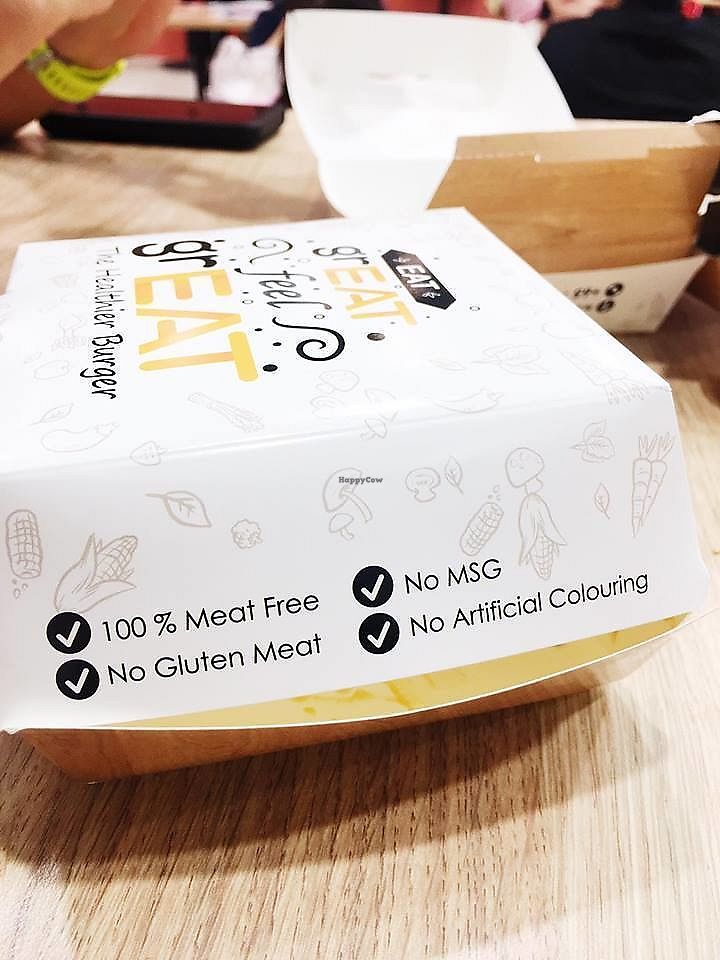 EAT
grEAT
feel
grEAT
The Healthier Burger
HappyCow
100 % Meat Free
No Gluten Meat
No MSG
No Artificial Colouring